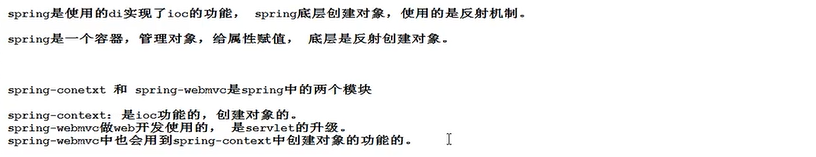 spring是使用的di实现了ioc的功能， spring底层创建对象，使用的是反射机制。
spring是一个容器，管理对象，给属性赋值， 底层是反射创建对象。
spring-conetxt 和 spring-webmvc是spring中的两个模块
spring-context：是ioc功能的，创建对象的。
spring-webmvc做web开发使用的， 是servlet的升级。
spring-webmvc中也会用到spring-context中创建对象的功能的。